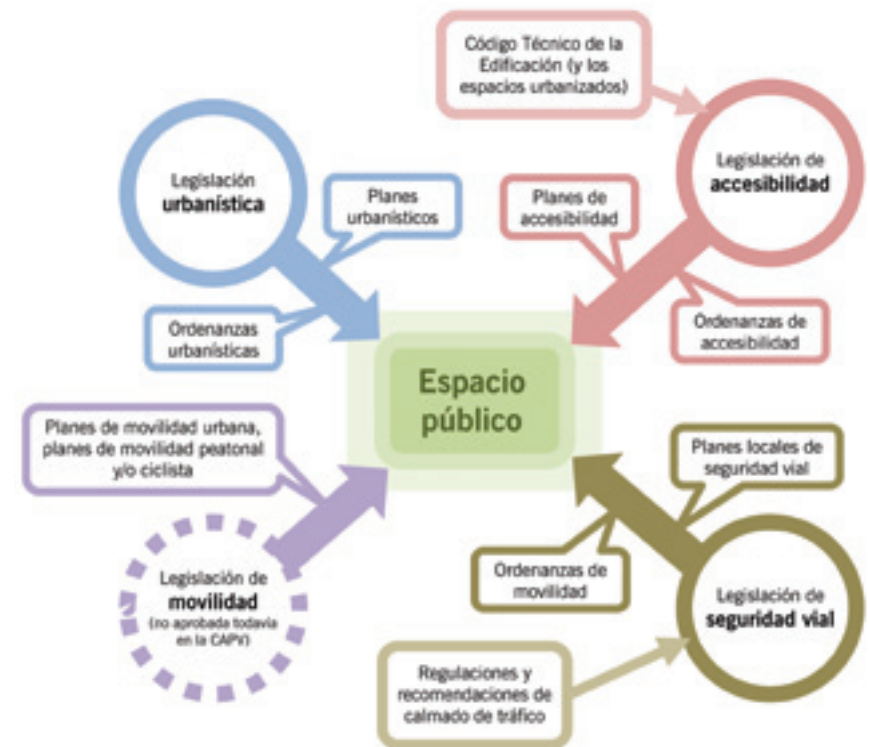 Código Técnico de la
Edificación (y los
espacios urbanizados)
Legislación
urbanística
Legislación de
accesibilidad
Planes
urbanísticos
Planes de
accesibilidad
Ordenanzas
urbanísticas
Ordenanzas de
accesibilidad
Espacio
público
Planes de movilidad urbana,
planes de movilidad peatonal
y/o ciclista
Planes locales de
seguridad vial
Legislación de
movilidad
(no aprobada todavía
en la CAPV)
Ordenanzas de
movilidad
Legislación de
seguridad vial
Regulaciones y
recomendaciones de
calmado de tráfico